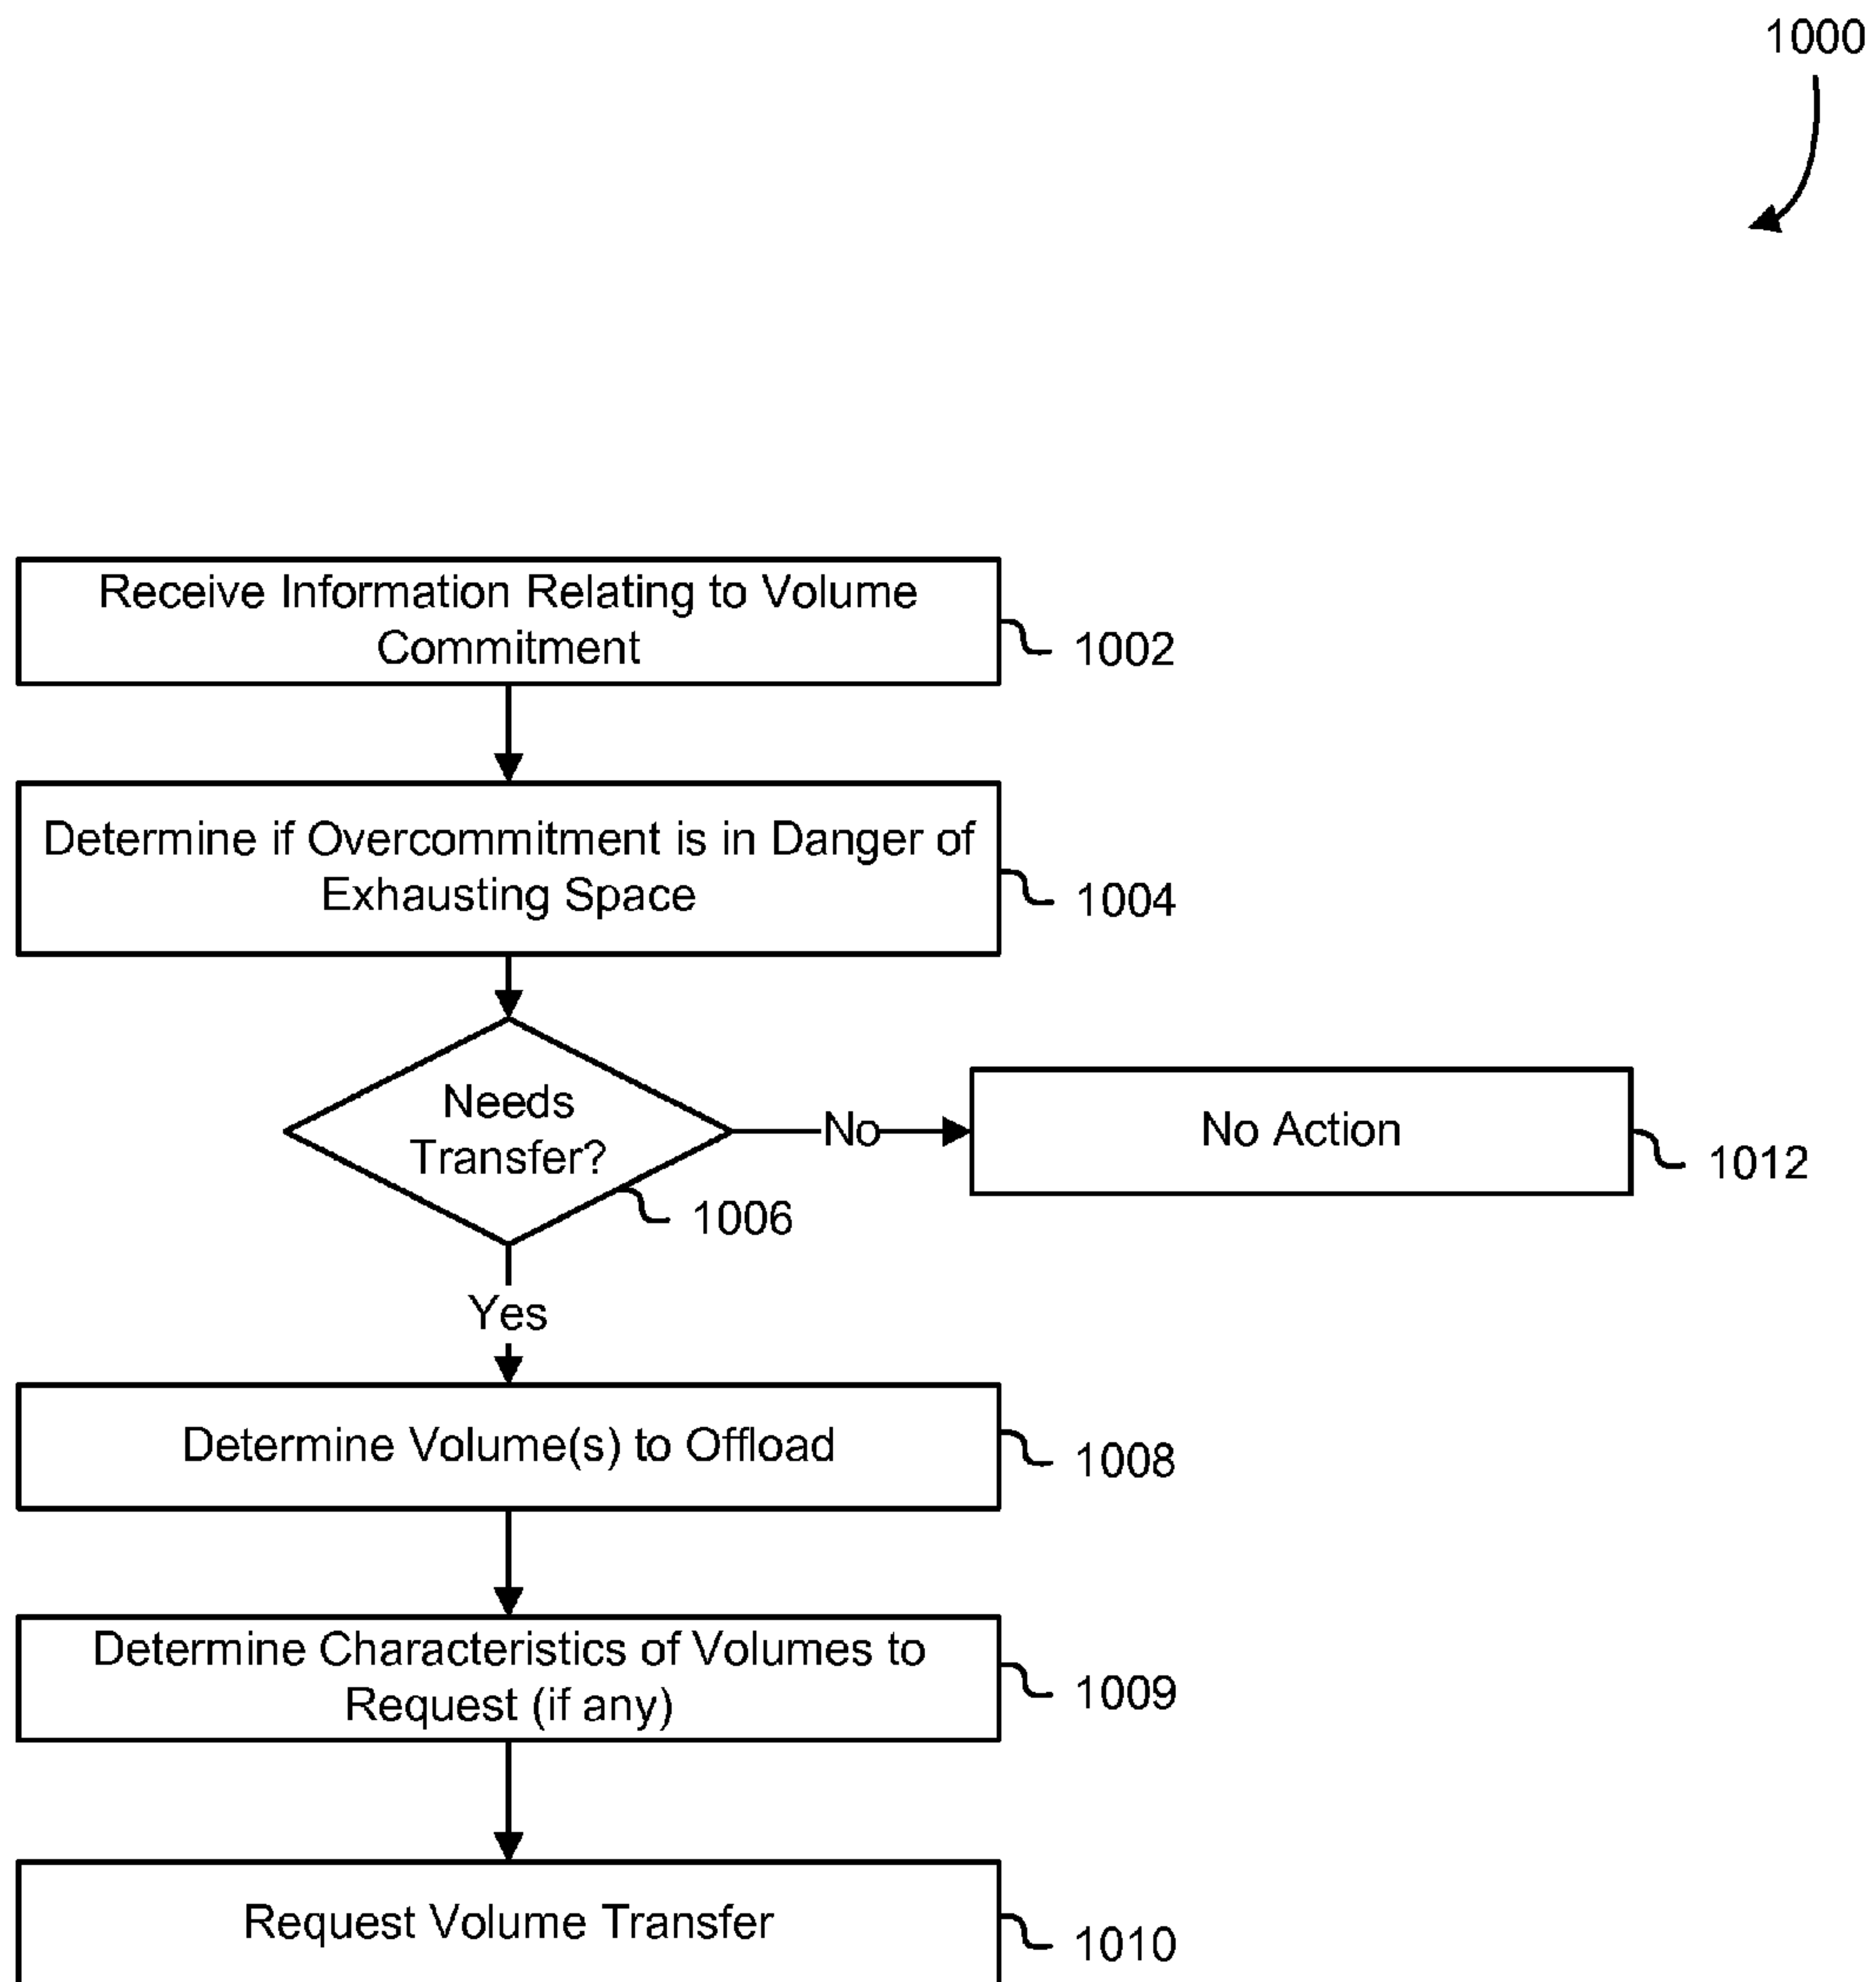 1000
Receive Information Relating to Volume
Commitment
1002
Determine if Overcommitment is in Danger of
Exhausting Space
1004
Needs
Transfer?
No
No Action
1012
1006
Yes
Determine Volume(s) to Offload
1008
Determine Characteristics of Volumes to
Request (if any)
1009
Request Volume Transfer
1010